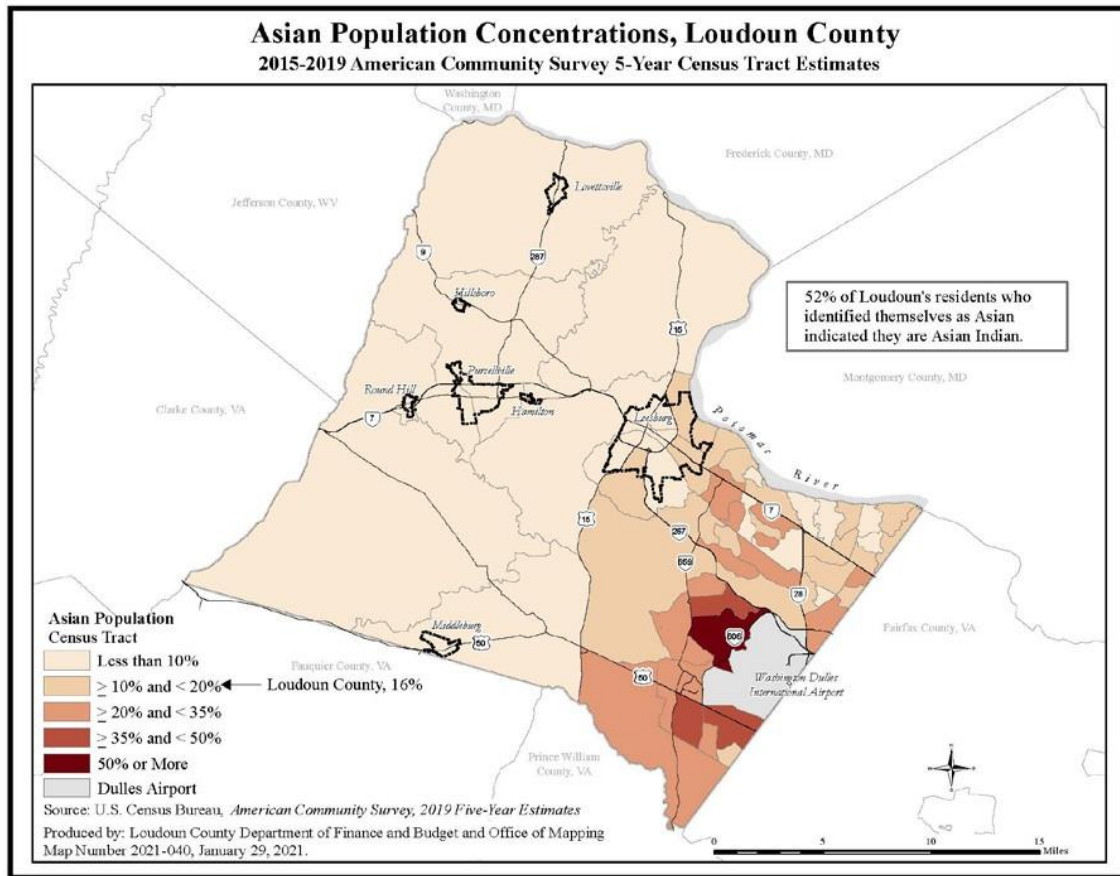 Asian Population Concentrations, Loudoun County
2015-2019 American Community Survey 5-Year Census Tract Estimates
Washington
County, MD
Frederick County, MD
Lovettsville
Jefferson County, WV
9
287
Hillsboro
52% of Loudoun's residents who
identified themselves as Asian
indicated they are Asian Indian.
15
Purcellville
Montgomery County, MD
Round Hill
Clarke County, VA
Hamilton
Leesburg
Potomac River
7
7
15
267
659
28
Asian Population
Census Tract
Middleburg
50
606
Fairfax County, VA
Less than 10%
Fauquier County, VA
≥ 10% and < 20%
Loudoun County, 16%
50
Washington Dulles
International Airport
≥ 20% and < 35%
≥ 35% and < 50%
Prince William
County, VA
50% or More
Dulles Airport
Source: U.S. Census Bureau, American Community Survey, 2019 Five-Year Estimates
Produced by: Loudoun County Department of Finance and Budget and Office of Mapping
Map Number 2021-040, January 29, 2021.
0 5 10 15
Miles